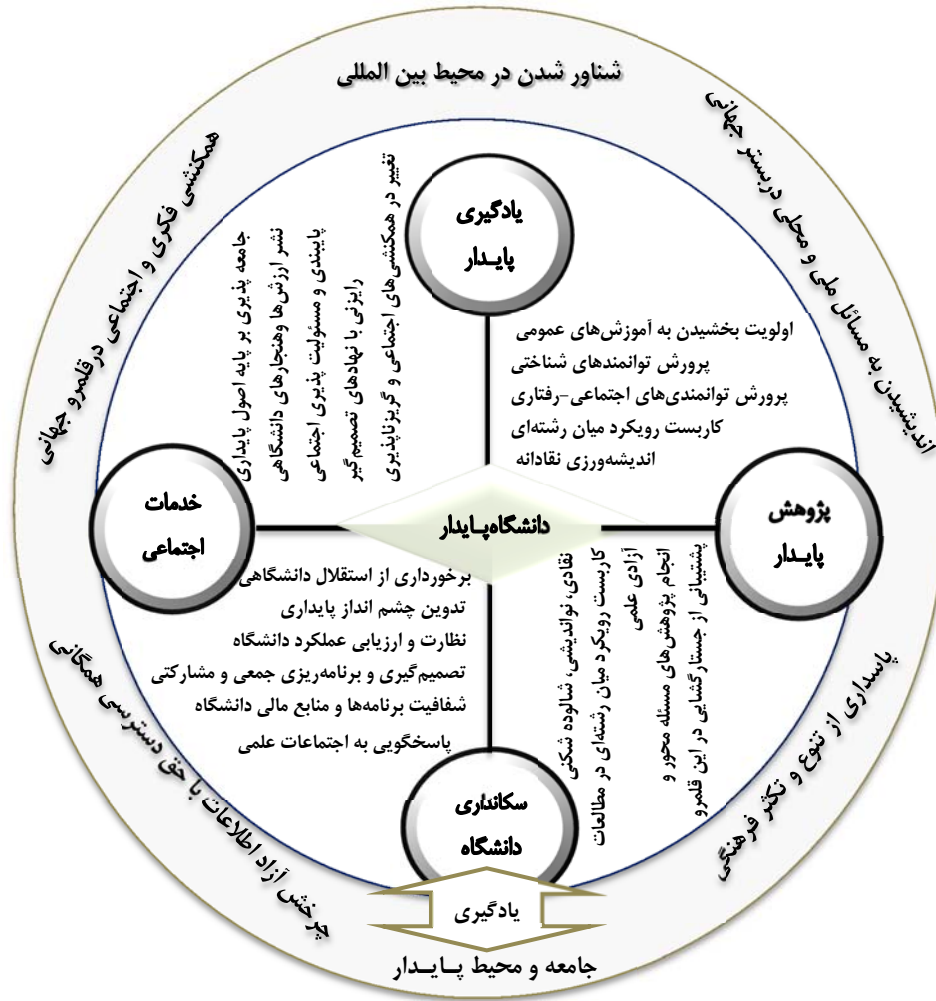 شناور شدن در محیط بین المللی
همکنشی فکری و اجتماعی درقلمرو جهانی
اندیشیدن به مسائل ملی و محلی دربستر جهانی
یادگیری
پایـدار
تغییر در همکنشی‌های اجتماعی و گریزناپذیری
رایزنی با نهادهای تصمیم‌گیر
پایبندی و مسئولیت پذیری اجتماعی
نشر ارزش‌ها وهنجارهای دانشگاهی
جامعه پذیری بر پایه اصول پایداری
اولویت بخشیدن به آموزش‌های عمومی
پرورش توانمندهای شناختی
پرورش توانمندی‌های اجتماعی-رفتاری
کاربست رویکرد میان رشته‌ای
اندیشه‌ورزی نقادانه
خدمات
اجتماعی
دانشگاه‌پـایدار
پژوهش
پایـدار
برخورداری از استقلال دانشگاهی
تدوین چشم انداز پایداری
نظارت و ارزیابی عملکرد دانشگاه
تصمیم‌گیری و برنامه‌ریزی جمعی و مشارکتی
شفافیت برنامه‌ها و منابع مالی دانشگاه
پاسخگویی به اجتماعات علمی
نقادی، نواندیشی، شالوده شکنی
کاربست رویکرد میان رشته‌ای در مطالعات
آزادی علمی
انجام پژوهش‌های مسئله محور و
پشتیبانی از جستارگشایی در این قلمرو
سکانداری
دانشگاه
چرخش آزاد اطلاعات با حق دسترسی همگانی
پاسداری از تنوع و تکثر فرهنگی
یادگیری
جامعه و محیط پـایـدار